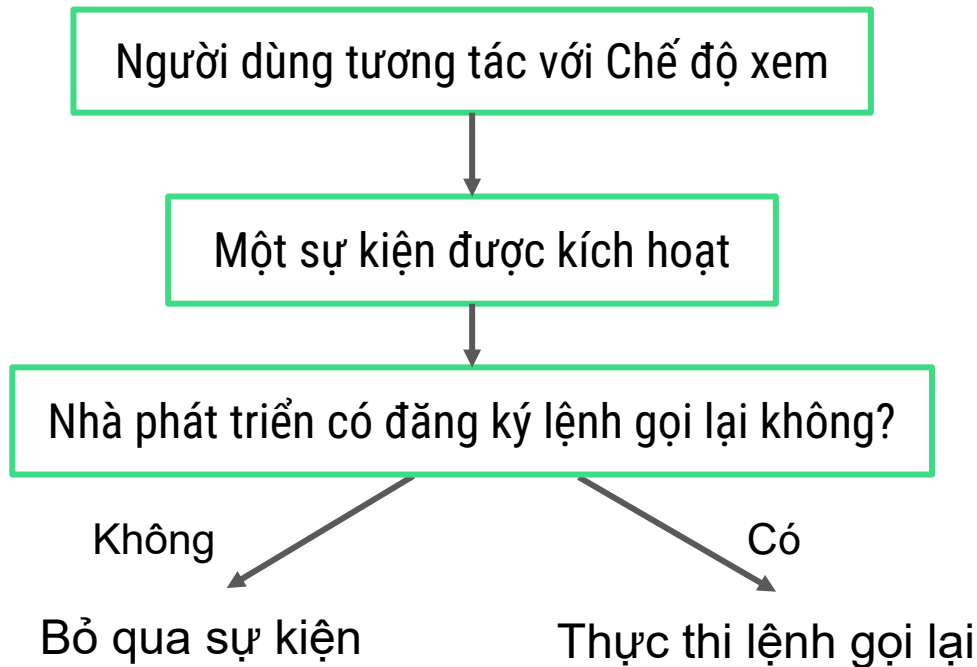 Người dùng tương tác với Chế độ xem
Một sự kiện được kích hoạt
Nhà phát triển có đăng ký lệnh gọi lại không?
Không
Có
Bỏ qua sự kiện
Thực thi lệnh gọi lại